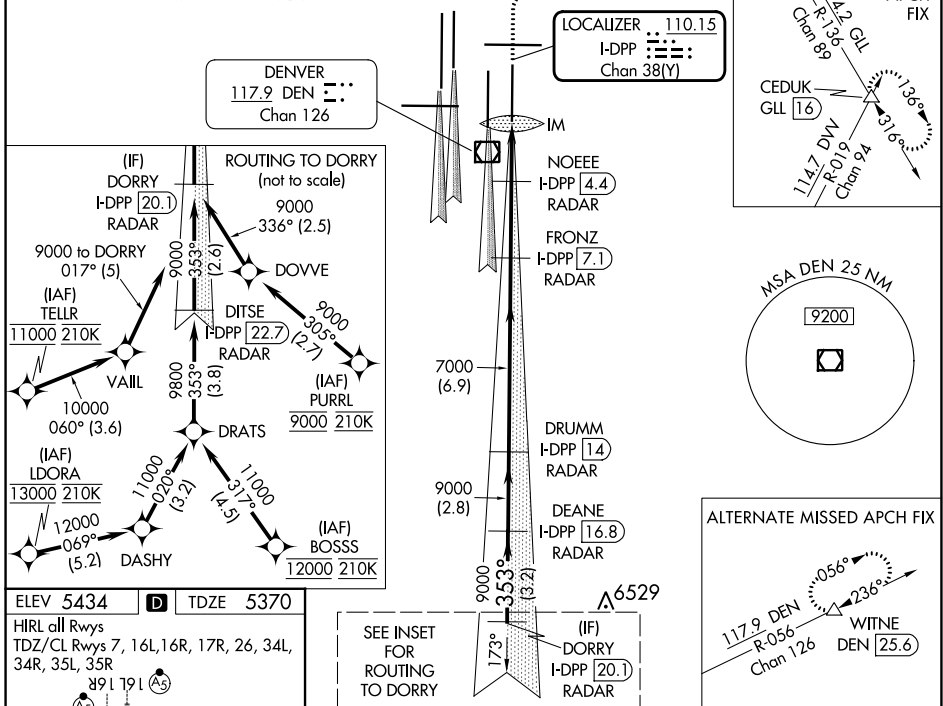 LOCALIZER 110.15
I-DPP
Chan 38(Y)
DENVER
117.9 DEN
Chan 126
IM
NOEEE
I-DPP 4.4
RADAR
FRONZ
I-DPP 7.1
RADAR
7000
(6.9)
DRUMM
I-DPP 14
RADAR
9000
(2.8)
DEANE
I-DPP 16.8
RADAR
9000
353°
(3.2)
6529
173°
(IF)
DORRY
I-DPP 20.1
RADAR
SEE INSET
FOR
ROUTING
TO DORRY
ROUTING TO DORRY
(not to scale)
(IF)
DORRY
I-DPP 20.1
RADAR
9000
336° (2.5)
9000 to DORRY
017° (5)
9000
353°
(2.6)
DOVVE
(IAF)
TELLR
11000 210K
DITSE
I-DPP 22.7
RADAR
9000
305°
(2.7)
VAIIL
(IAF)
PURRL
9000 210K
10000
060° (3.6)
9800
353°
(3.8)
DRATS
(IAF)
LDORA
13000 210K
11000
020°
(3.2)
11000
317°
(4.5)
12000
069°
(5.2)
DASHY
(IAF)
BOSSS
12000 210K
FIX
4.2 GLL
R-136
Chan 89
CEDUK
GLL 16
136°
316°
114.7 DVV
R-019
Chan 94
MSA DEN 25 NM
9200
ALTERNATE MISSED APCH FIX
056°
236°
117.9 DEN
R-056
Chan 126
WITNE
DEN 25.6
ELEV 5434 D TDZE 5370
HIRL all Rwys
TDZ/CL Rwys 7, 16L,16R, 17R, 26, 34L,
34R, 35L, 35R
16R 16L
A5